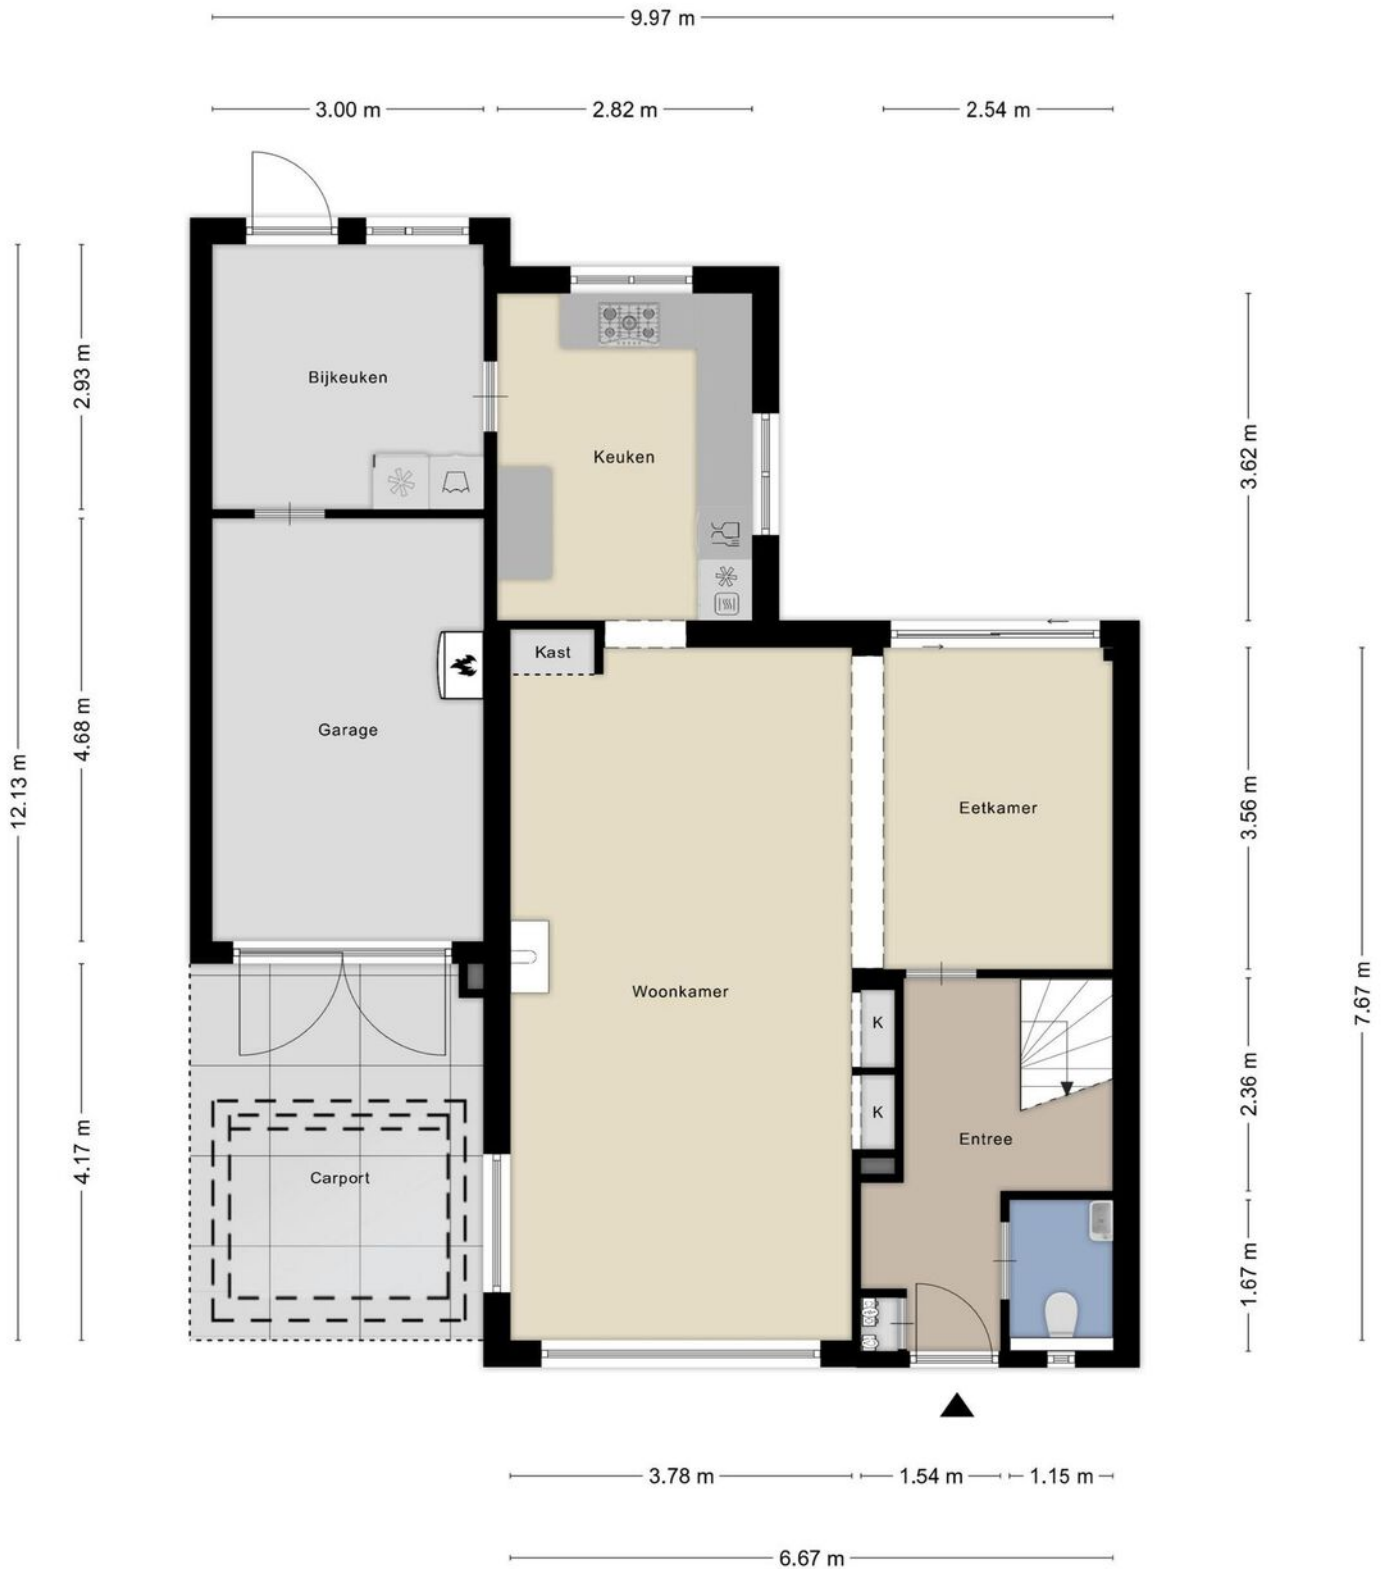 9.97 m
3.00 m
2.82 m
2.54 m
2.93 m
Bijkeuken
3.62 m
Keuken
Kast
4.68 m
Garage
12.13 m
3.56 m
Eetkamer
Woonkamer
7.67 m
K
2.36 m
K
Entree
4.17 m
Carport
1.67 m
3.78 m
1.54 m
1.15 m
6.67 m